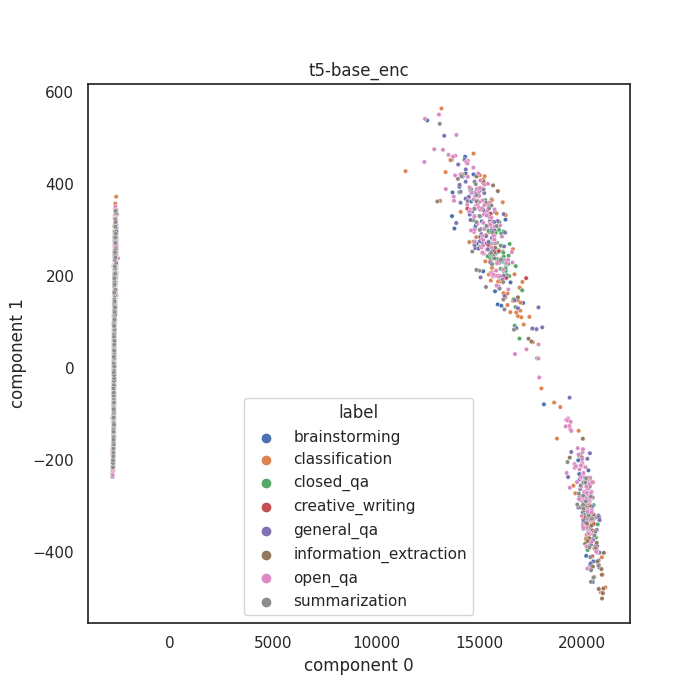 t5-base_enc
600
400
200
0
−200
−400
component 1
label
brainstorming
classification
closed_qa
creative_writing
general_qa
information_extraction
open_qa
summarization
0 5000 10000 15000 20000
component 0